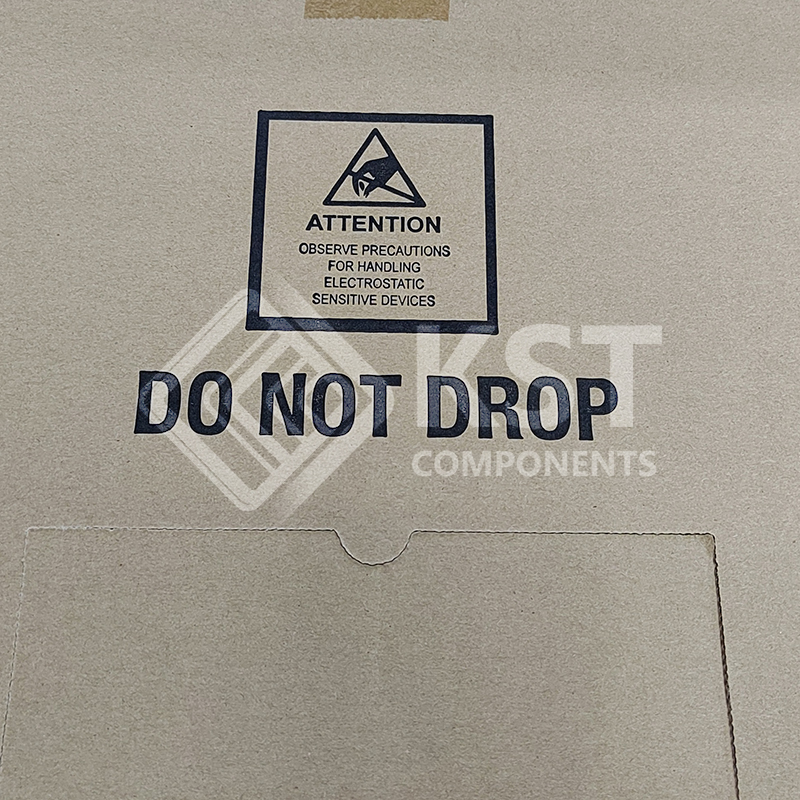 ATTENTION
OBSERVE PRECAUTIONS
FOR HANDLING
ELECTROSTATIC
SENSITIVE DEVICES
DO NOT DROP
KST
COMPONENTS